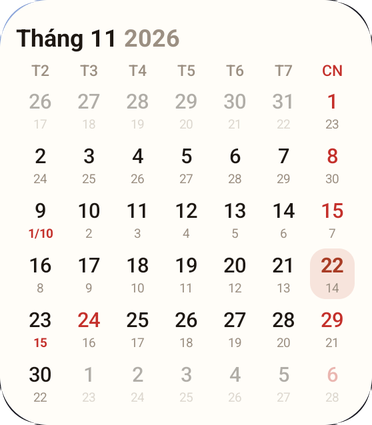 Tháng 11 2026
T2 T3 T4 T5 T6 T7 CN
26 27 28 29 30 31 1
17 18 19 20 21 22 23
2 3 4 5 6 7 8
24 25 26 27 28 29 30
9 10 11 12 13 14 15
1/10 2 3 4 5 6 7
16 17 18 19 20 21 22
8 9 10 11 12 13 14
23 24 25 26 27 28 29
15 16 17 18 19 20 21
30 1 2 3 4 5 6
22 23 24 25 26 27 28